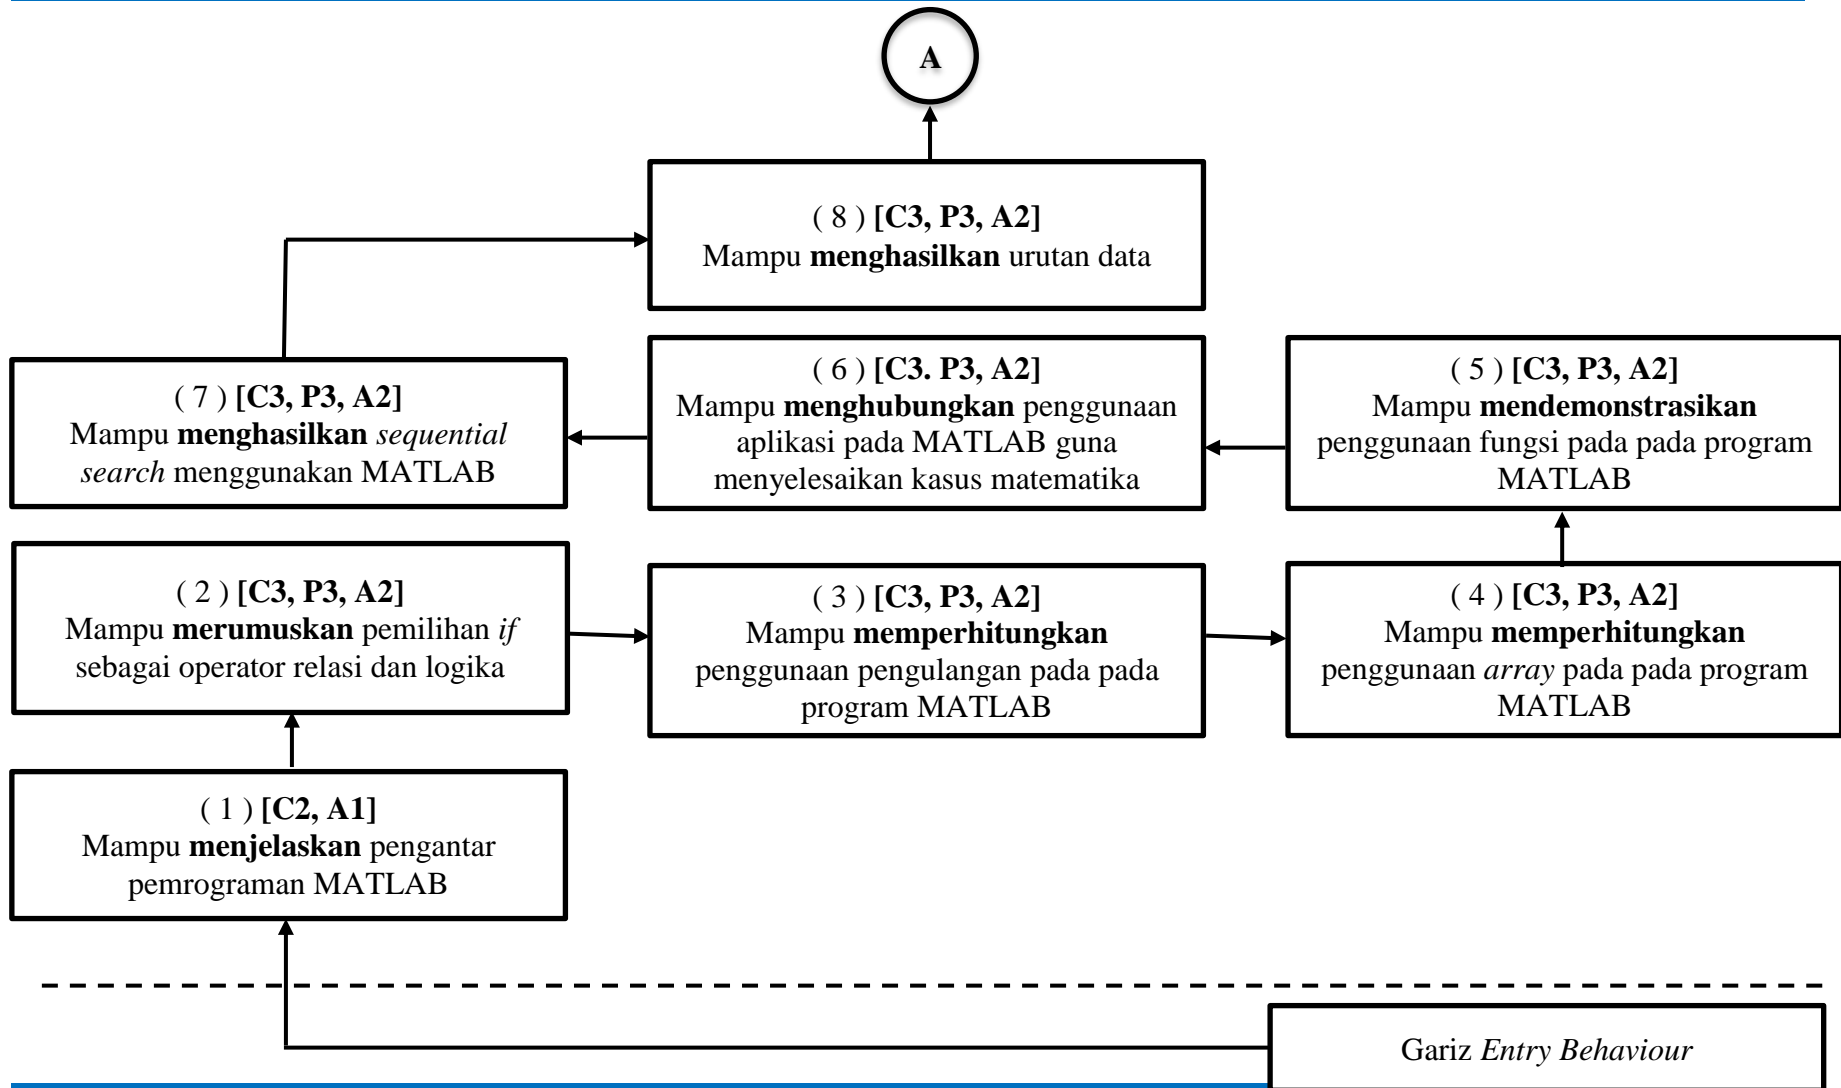 A
( 8 ) [C3, P3, A2]
Mampu menghasilkan urutan data
( 7 ) [C3, P3, A2]
Mampu menghasilkan sequential
search menggunakan MATLAB
( 6 ) [C3. P3, A2]
Mampu menghubungkan penggunaan
aplikasi pada MATLAB guna
menyelesaikan kasus matematika
( 5 ) [C3, P3, A2]
Mampu mendemonstrasikan
penggunaan fungsi pada pada program
MATLAB
( 2 ) [C3, P3, A2]
Mampu merumuskan pemilihan if
sebagai operator relasi dan logika
( 3 ) [C3, P3, A2]
Mampu memperhitungkan
penggunaan pengulangan pada pada
program MATLAB
( 4 ) [C3, P3, A2]
Mampu memperhitungkan
penggunaan array pada pada program
MATLAB
( 1 ) [C2, A1]
Mampu menjelaskan pengantar
pemrograman MATLAB
Gariz Entry Behaviour